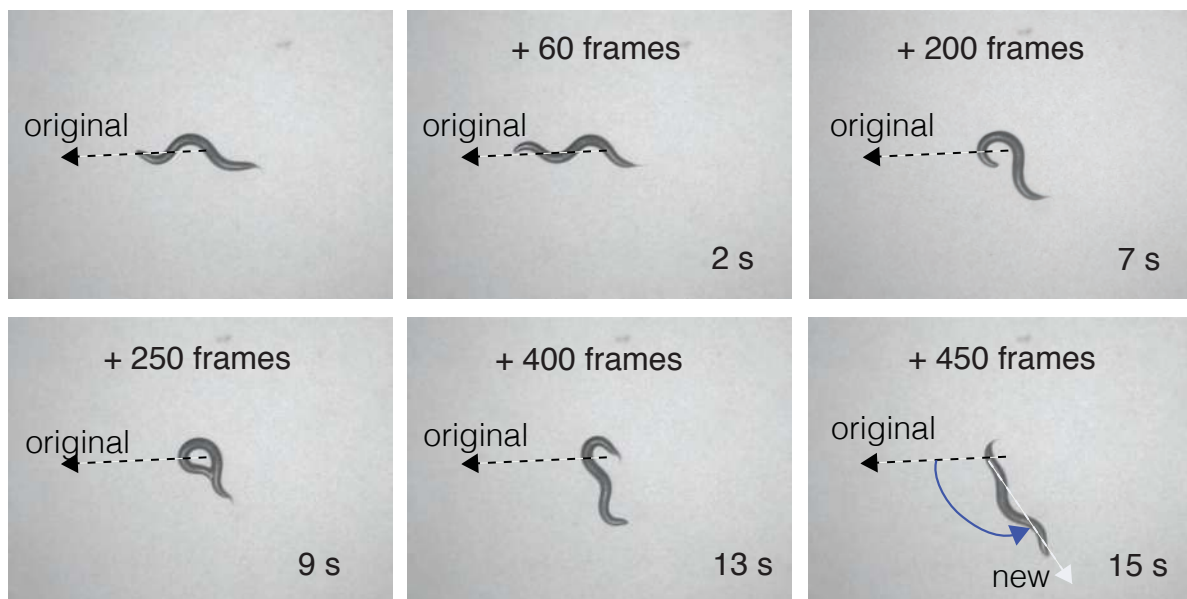 original
+ 60 frames
original
2 s
+ 200 frames
original
7 s
+ 250 frames
original
9 s
+ 400 frames
original
13 s
+ 450 frames
original
new
15 s